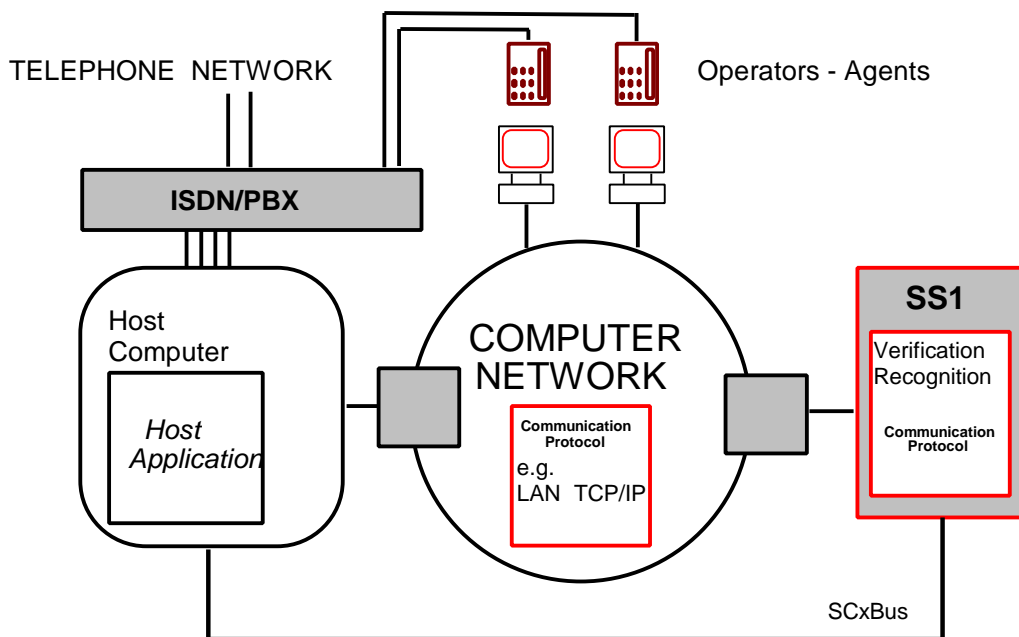 TELEPHONE NETWORK
Operators - Agents
ISDN/PBX
Host
Computer
Host
Application
COMPUTER
NETWORK
Communication
Protocol
e.g.
LAN TCP/IP
SS1
Verification
Recognition
Communication
Protocol
SCxBus